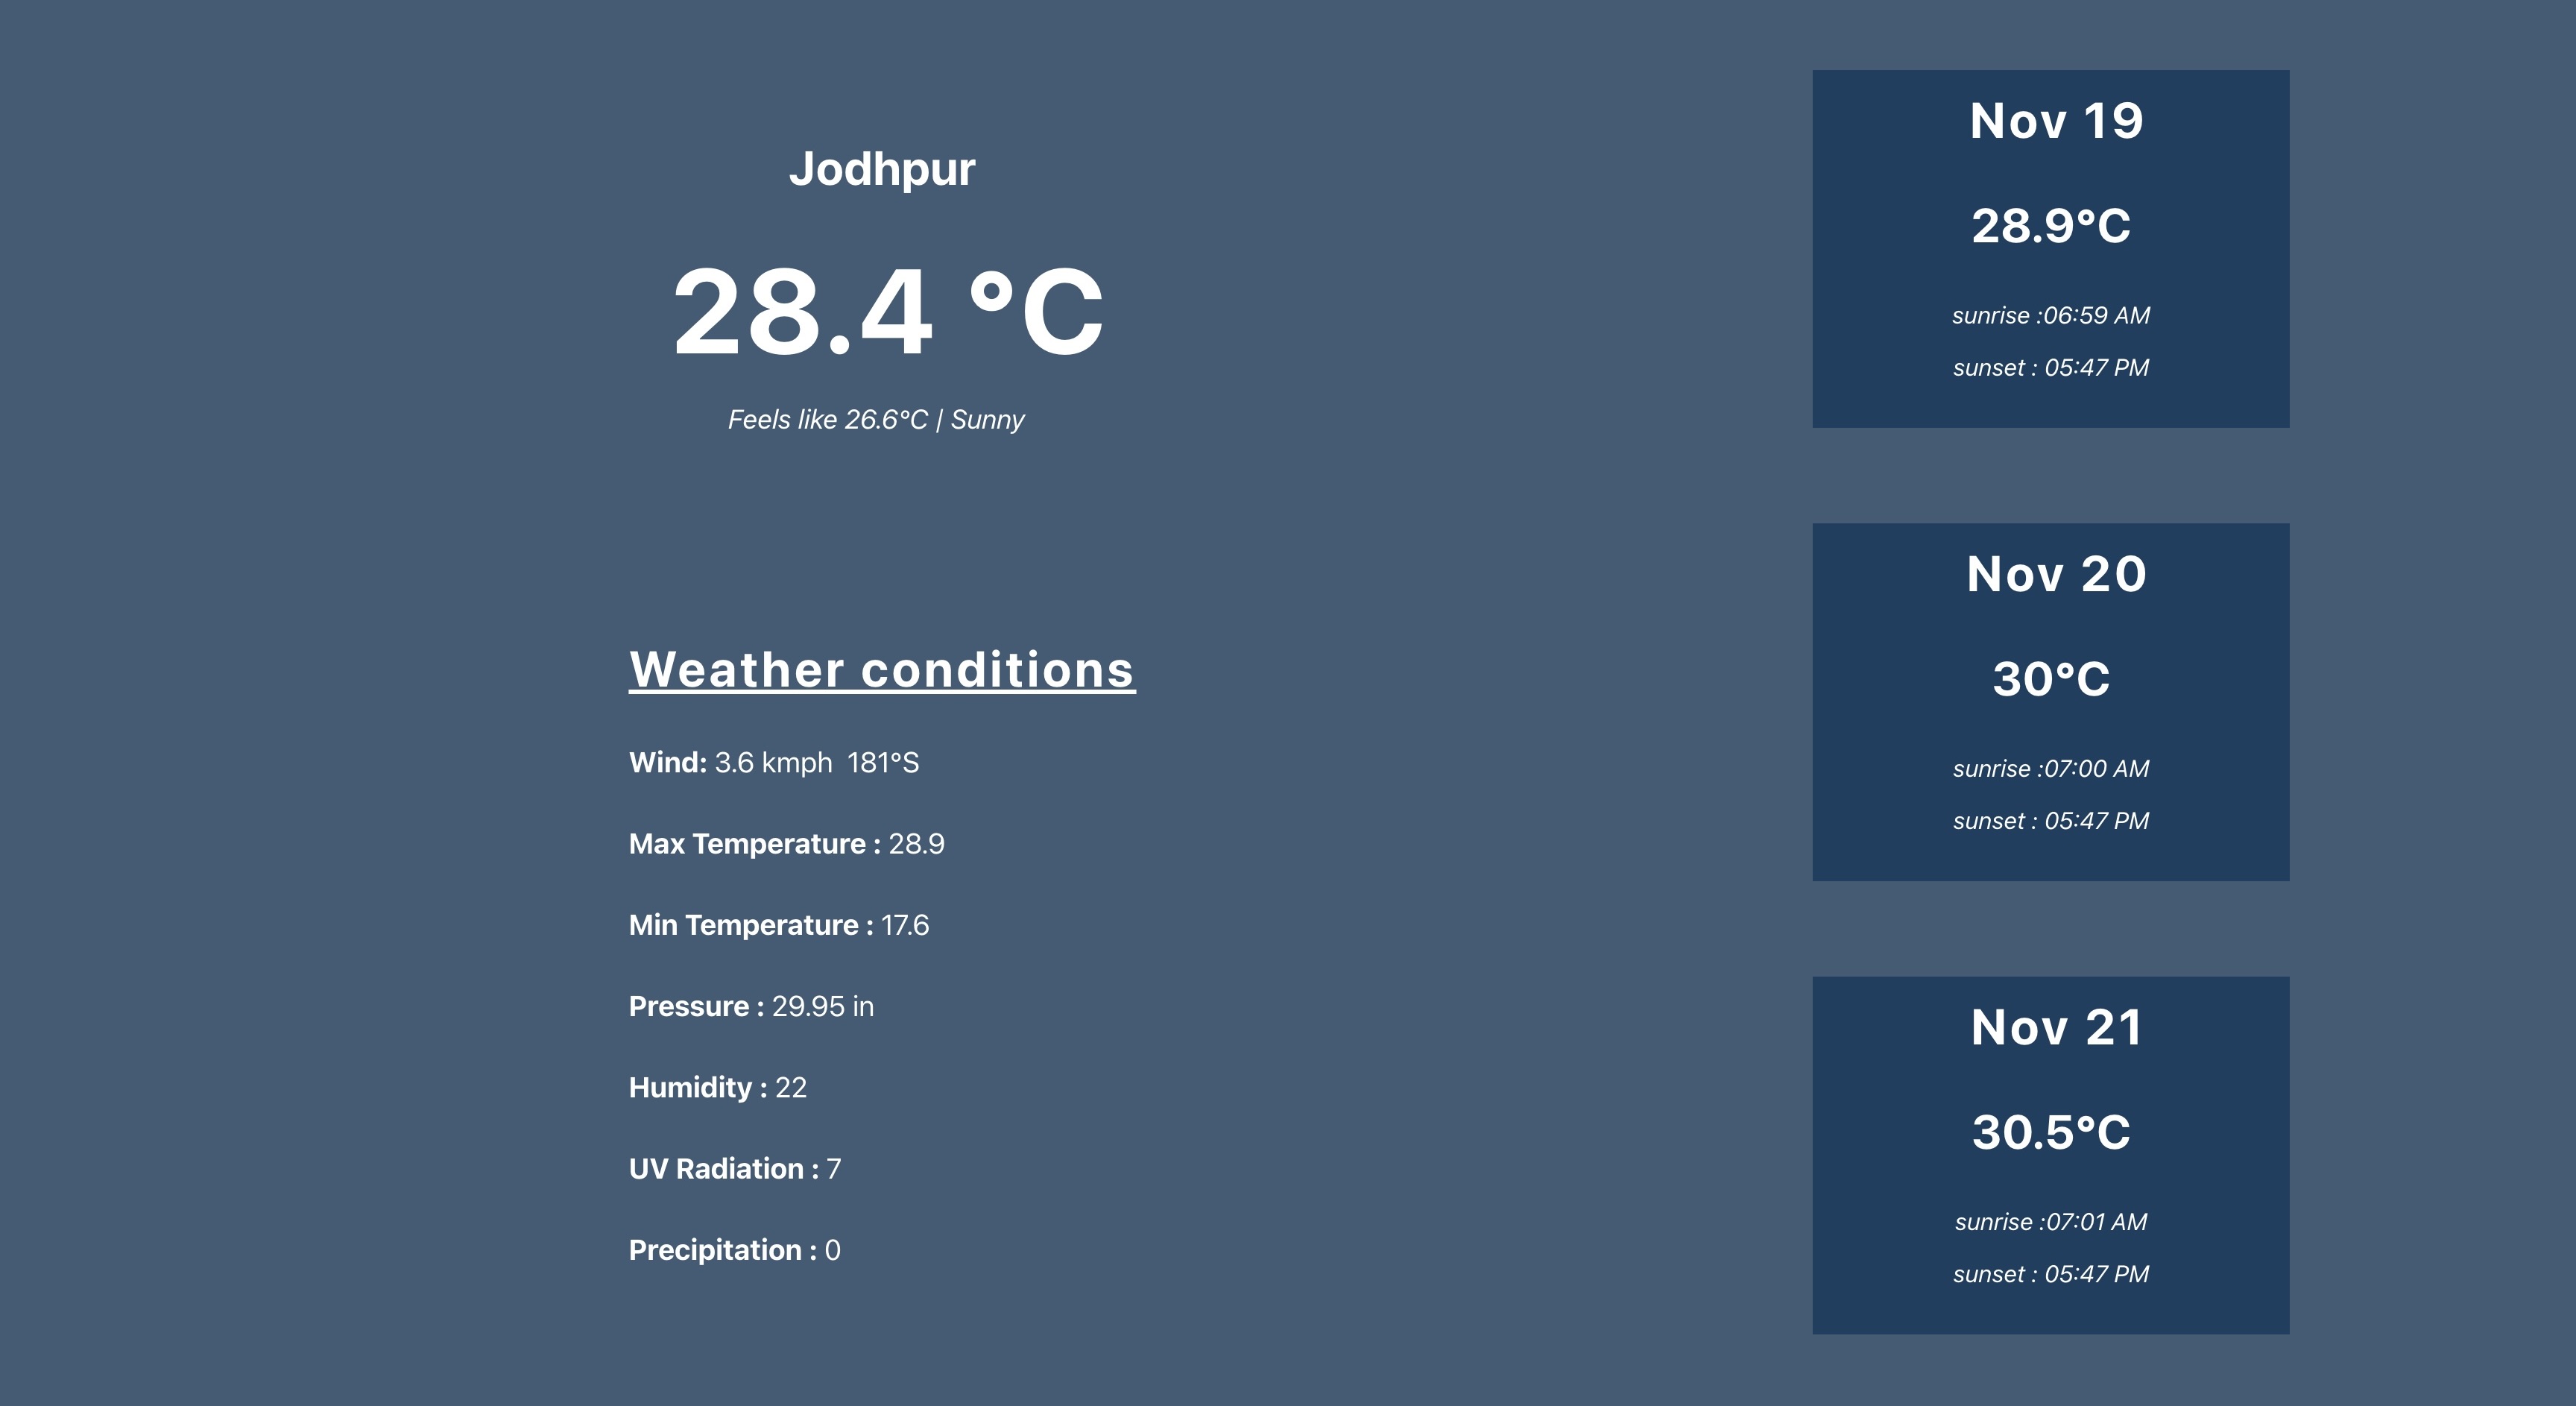 Jodhpur
28.4 °C
Feels like 26.6°C | Sunny
Weather conditions
Wind: 3.6 kmph  181°S
Max Temperature : 28.9
Min Temperature : 17.6
Pressure : 29.95 in
Humidity : 22
UV Radiation : 7
Precipitation : 0
Nov 19
28.9°C
sunrise :06:59 AM
sunset : 05:47 PM
Nov 20
30°C
sunrise :07:00 AM
sunset : 05:47 PM
Nov 21
30.5°C
sunrise :07:01 AM
sunset : 05:47 PM